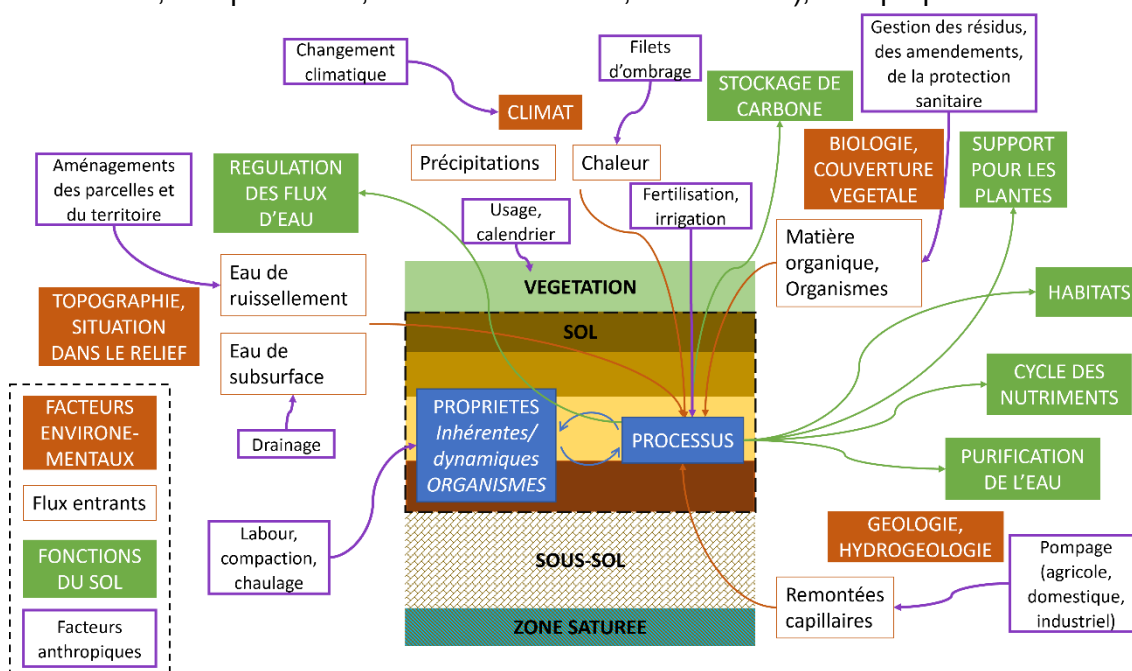 Changement
climatique
Filets
d'ombrage
Gestion des résidus,
des amendements,
de la protection
sanitaire
CLIMAT
STOCKAGE DE
CARBONE
Précipitations
Chaleur
BIOLOGIE,
COUVERTURE
VEGETALE
SUPPORT
POUR LES
PLANTES
Aménagements
des parcelles et
du territoire
REGULATION
DES FLUX
D'EAU
Usage,
calendrier
Fertilisation,
irrigation
Matière
organique,
Organismes
Eau de
ruissellement
VEGETATION
HABITATS
TOPOGRAPHIE,
SITUATION
DANS LE RELIEF
SOL
Eau de
subsurface
CYCLE DES
NUTRIMENTS
FACTEURS
ENVIRONE-
MENTAUX
Drainage
PROPRIETES
Inhérentes/
dynamiques
ORGANISMES
PROCESSUS
PURIFICATION
DE L'EAU
Flux entrants
Labour,
compaction,
chaulage
GEOLOGIE,
HYDROGEOLOGIE
FONCTIONS
DU SOL
SOUS-SOL
Pompage
(agricole,
domestique,
industriel)
Remontées
capillaires
Facteurs
anthropiques
ZONE SATUREE